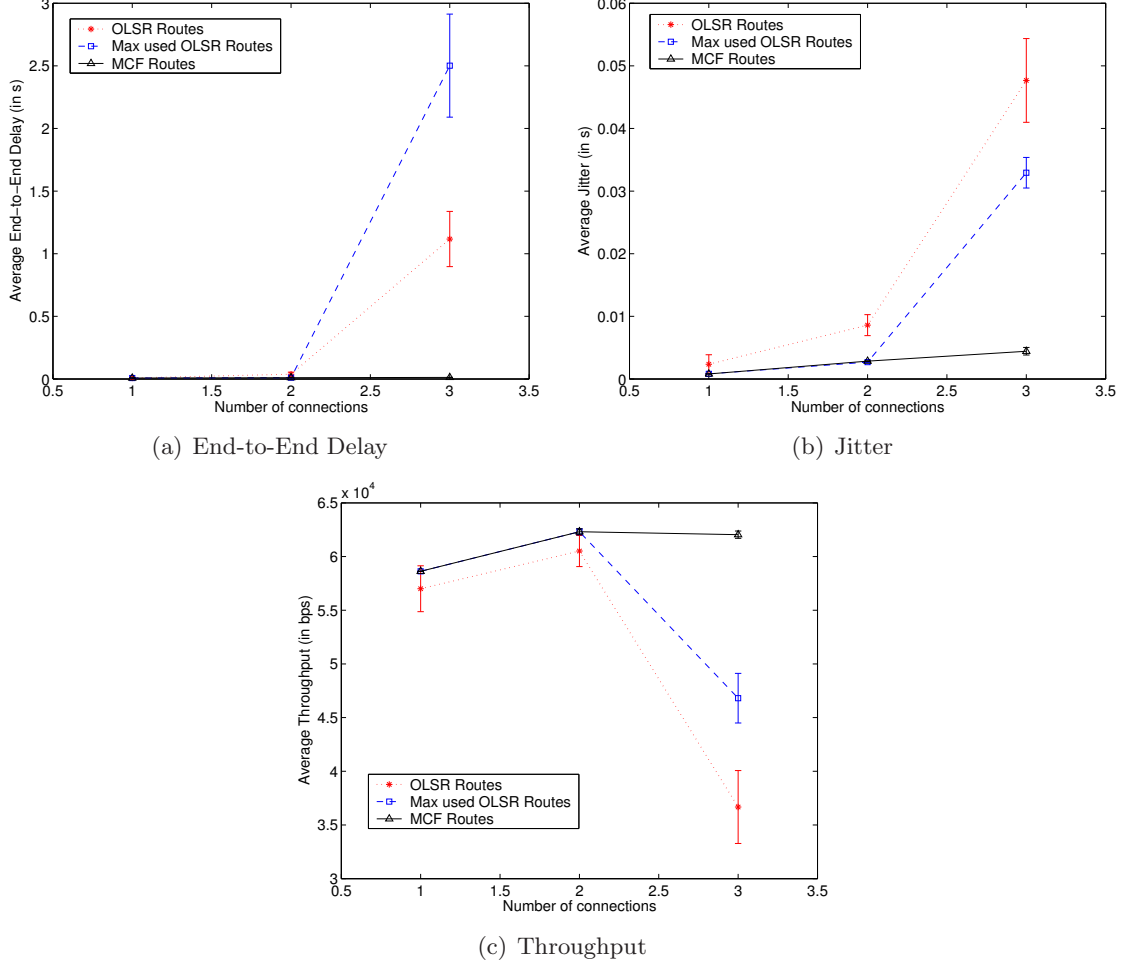 3
2.5
2
1.5
1
0.5
0
0.5 1 1.5 2 2.5 3 3.5
Average End−to−End Delay (in s)
Number of connections
OLSR Routes
Max used OLSR Routes
MCF Routes
(a) End-to-End Delay
0.06
0.05
0.04
0.03
0.02
0.01
0
0.5 1 1.5 2 2.5 3 3.5
Average Jitter (in s)
Number of connections
OLSR Routes
Max used OLSR Routes
MCF Routes
(b) Jitter
x 10^4
6.5
6
5.5
5
4.5
4
3.5
3
0.5 1 1.5 2 2.5 3 3.5
Average Throughput (in bps)
Number of connections
OLSR Routes
Max used OLSR Routes
MCF Routes
(c) Throughput